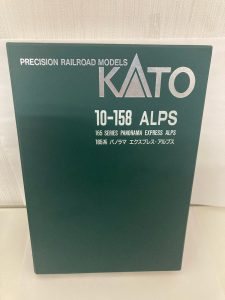 PRECISION RAILROAD MODELS
KATO
10-158 ALPS
165 SERIES PANORAMA EXPRESS ALPS
165系 パノラマ エクスプレス・アルプス